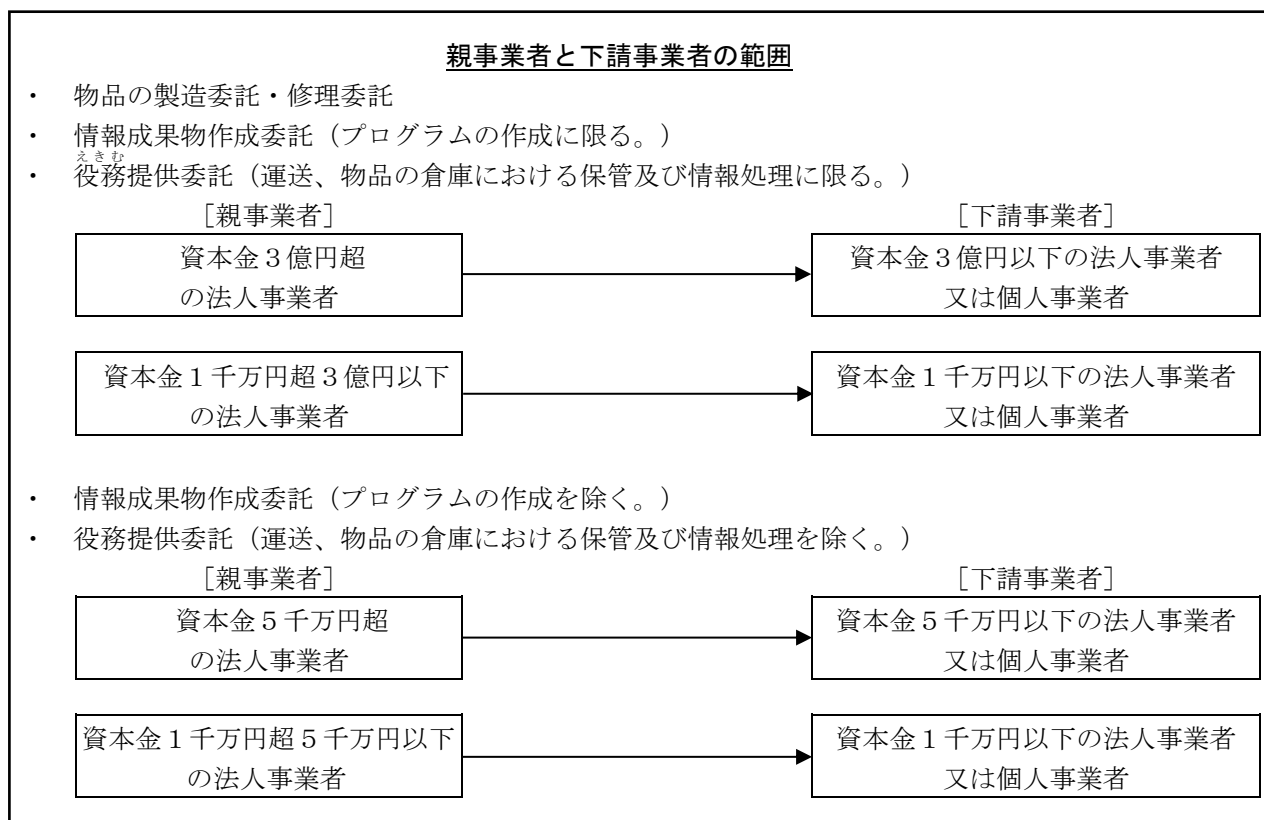 親事業者と下請事業者の範囲
・ 物品の製造委託・修理委託
・ 情報成果物作成委託（プログラムの作成に限る。）
えきむ
・ 役務提供委託（運送、物品の倉庫における保管及び情報処理に限る。）
［親事業者］ ［下請事業者］
資本金３億円超
の法人事業者
資本金３億円以下の法人事業者
又は個人事業者
資本金１千万円超３億円以下
の法人事業者
資本金１千万円以下の法人事業者
又は個人事業者
・ 情報成果物作成委託（プログラムの作成を除く。）
・ 役務提供委託（運送、物品の倉庫における保管及び情報処理を除く。）
［親事業者］ ［下請事業者］
資本金５千万円超
の法人事業者
資本金５千万円以下の法人事業者
又は個人事業者
資本金１千万円超５千万円以下
の法人事業者
資本金１千万円以下の法人事業者
又は個人事業者